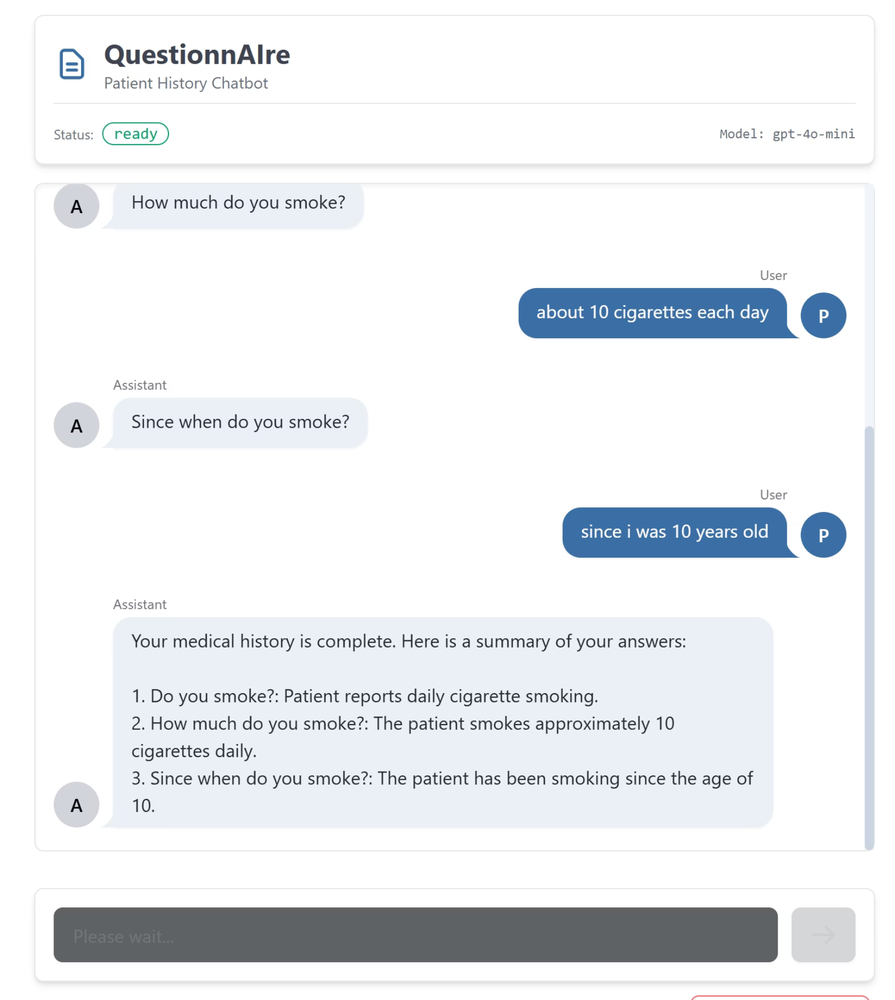 QuestionnAIre
Patient History Chatbot
Status: ready
Model: gpt-4o-mini
A
How much do you smoke?
User
about 10 cigarettes each day
P
Assistant
Since when do you smoke?
A
User
since i was 10 years old
P
Assistant
Your medical history is complete. Here is a summary of your answers:
1. Do you smoke?: Patient reports daily cigarette smoking.
2. How much do you smoke?: The patient smokes approximately 10
cigarettes daily.
3. Since when do you smoke?: The patient has been smoking since the age of
10.
A
Please wait...